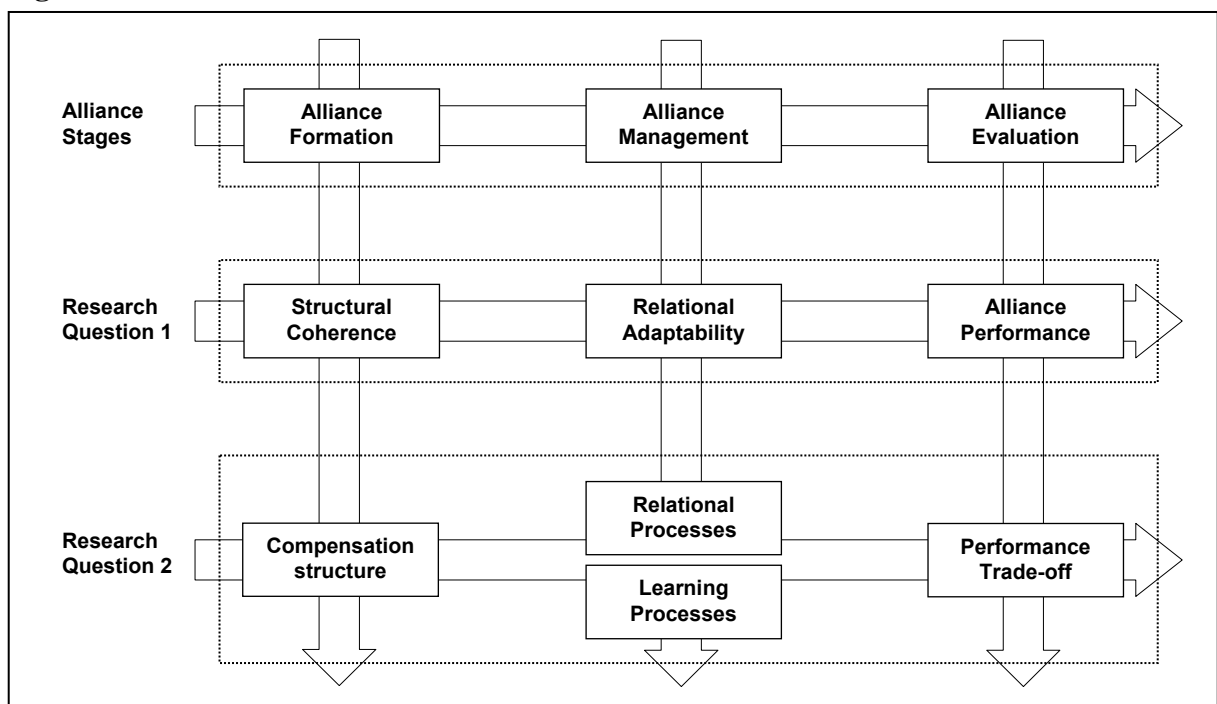 Alliance
Stages
Alliance
Formation
Alliance
Management
Alliance
Evaluation
Research
Question 1
Structural
Coherence
Relational
Adaptability
Alliance
Performance
Research
Question 2
Compensation
structure
Relational
Processes
Learning
Processes
Performance
Trade-off